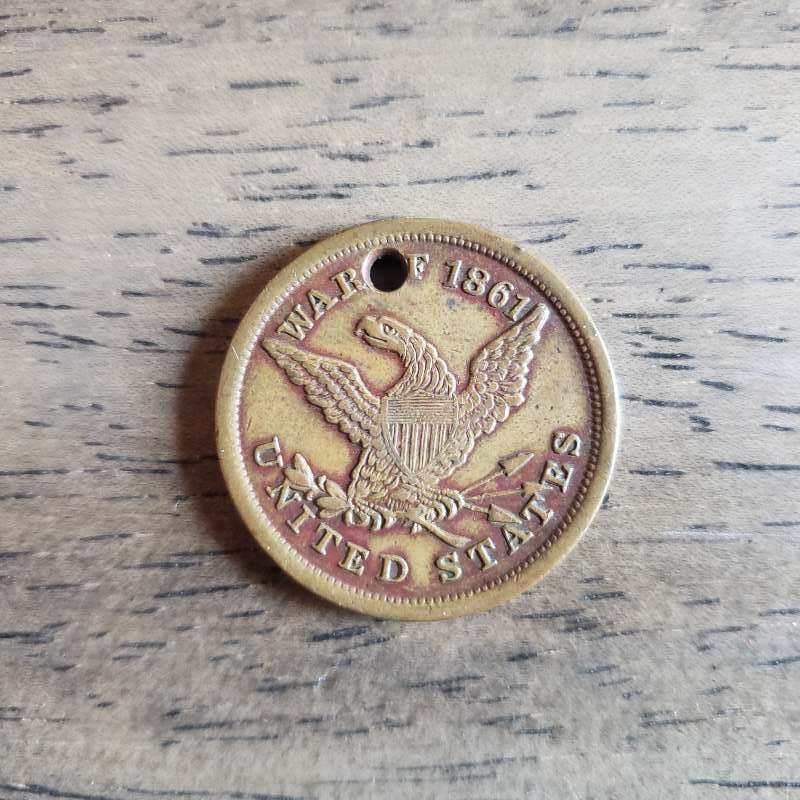 WAR F 1861
UNITED STATES